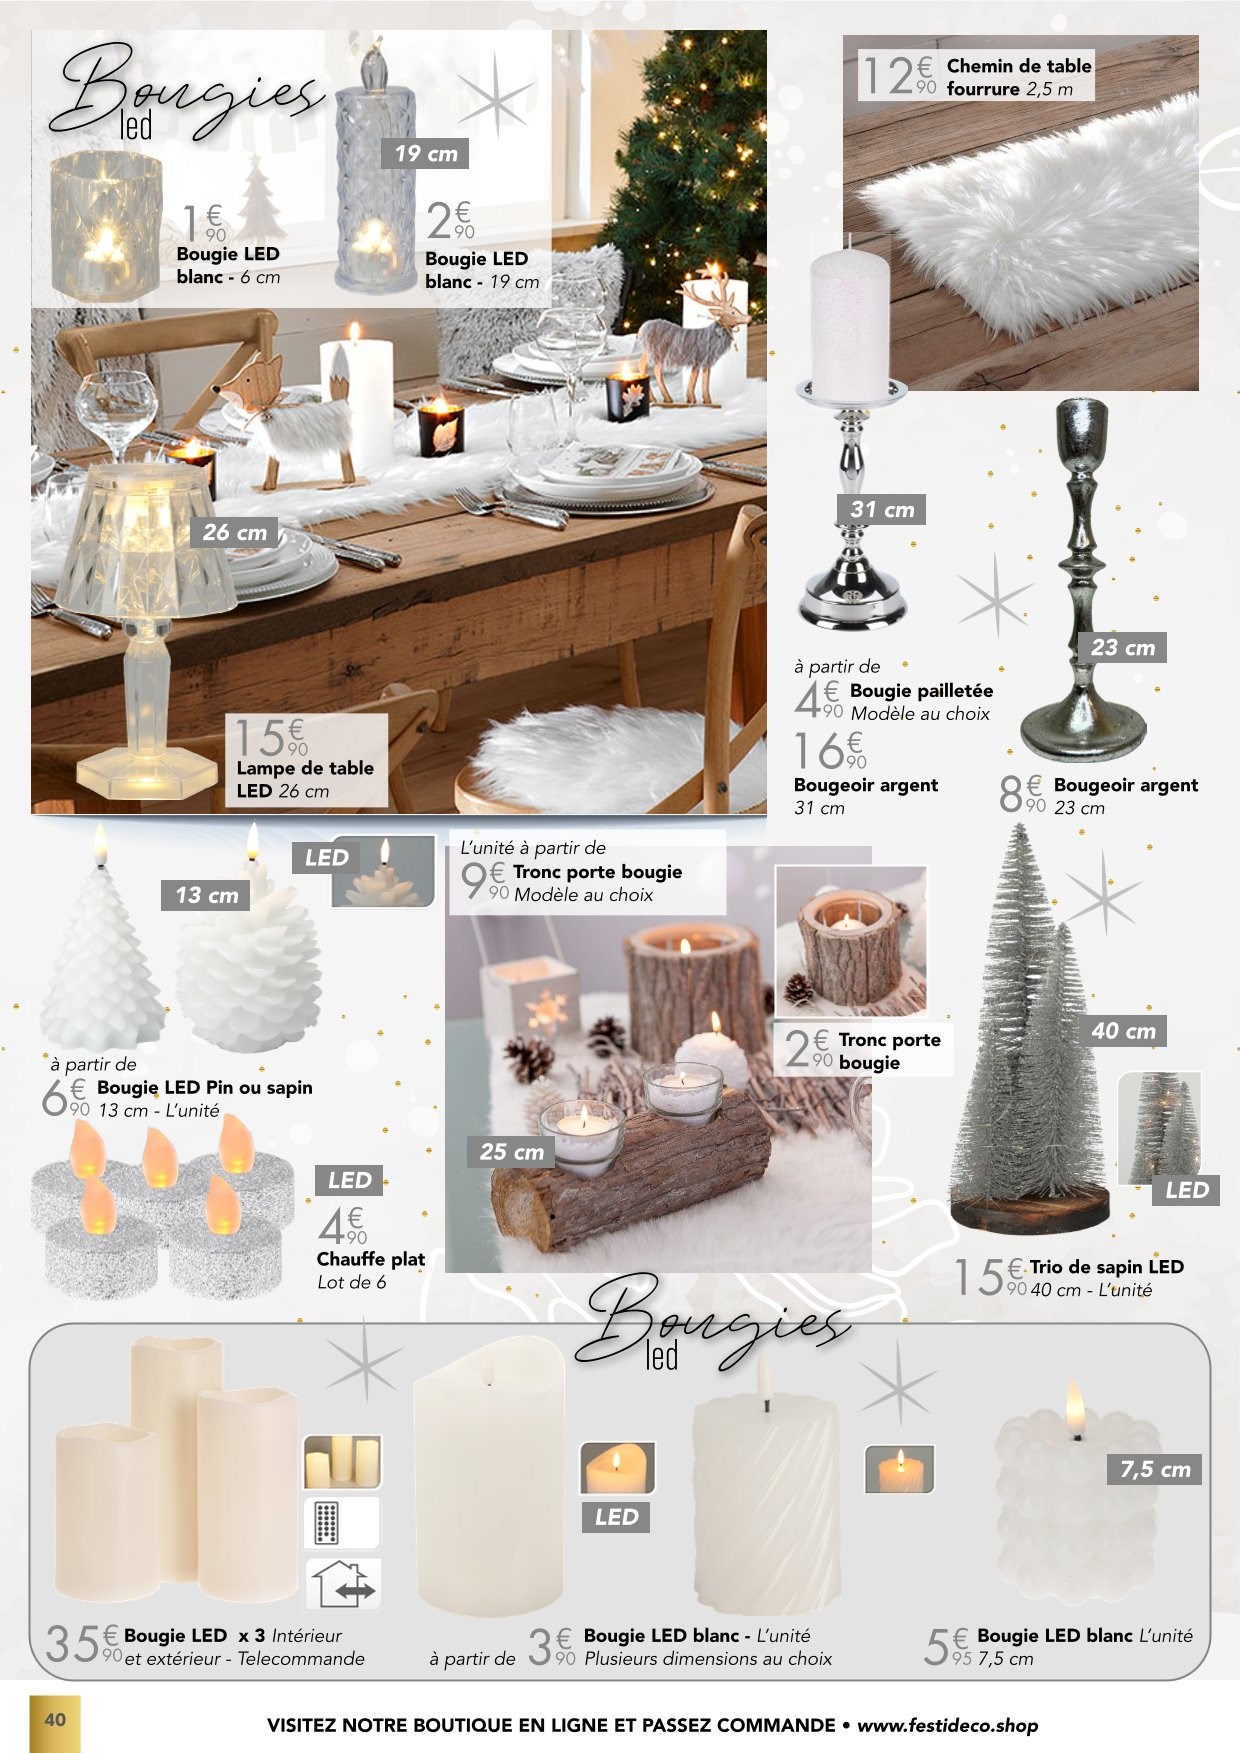 Bougies
led
19 cm
1€90
Bougie LED
blanc - 6 cm
2€90
Bougie LED
blanc - 19 cm
12€90 Chemin de table
fourrure 2,5 m
26 cm
15€90
Lampe de table
LED 26 cm
31 cm
23 cm
à partir de
4€90 Bougie pailletée
Modèle au choix
16€90
Bougeoir argent
31 cm
8€90 Bougeoir argent
23 cm
LED
13 cm
à partir de
6€90 Bougie LED Pin ou sapin
13 cm - L'unité
L'unité à partir de
9€90 Tronc porte bougie
Modèle au choix
2€90 Tronc porte
bougie
25 cm
40 cm
LED
15€90 Trio de sapin LED
40 cm - L'unité
LED
4€90
Chauffe plat
Lot de 6
Bougies
led
LED
7,5 cm
35€90 Bougie LED x 3 Intérieur
et extérieur - Telecommande
à partir de 3€90 Bougie LED blanc - L'unité
Plusieurs dimensions au choix
5€95 Bougie LED blanc L'unité
7,5 cm
40
VISITEZ NOTRE BOUTIQUE EN LIGNE ET PASSEZ COMMANDE • www.festideco.shop